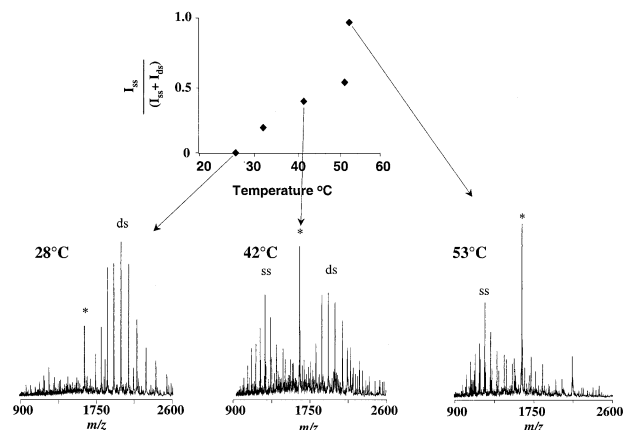 1.0
I_ss / (I_ss + I_ds)
0.5
0
20 30 40 50 60
Temperature °C
28°C
*
ds
900 1750 2600
m/z
42°C
ss
*
ds
900 1750 2600
m/z
53°C
ss
*
900 1750 2600
m/z